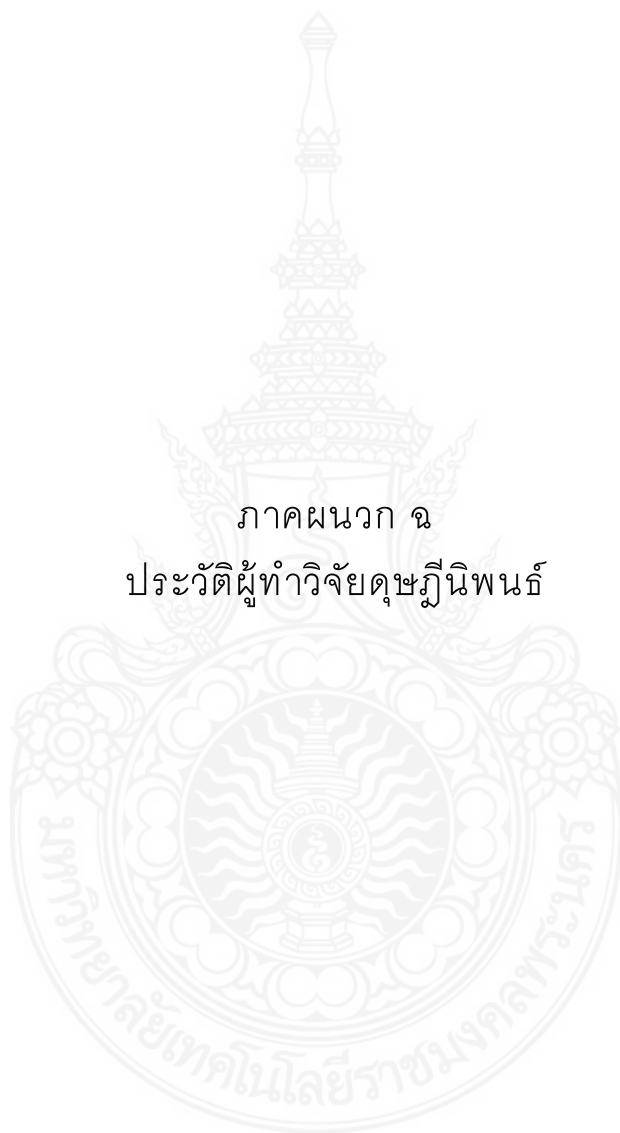 ภาคผนวก ฉ
ประวัติผู้ทำวิจัยดุษฎีนิพนธ์
มหาวิทยาลัยเทคโนโลยีราชมงคลพระนคร